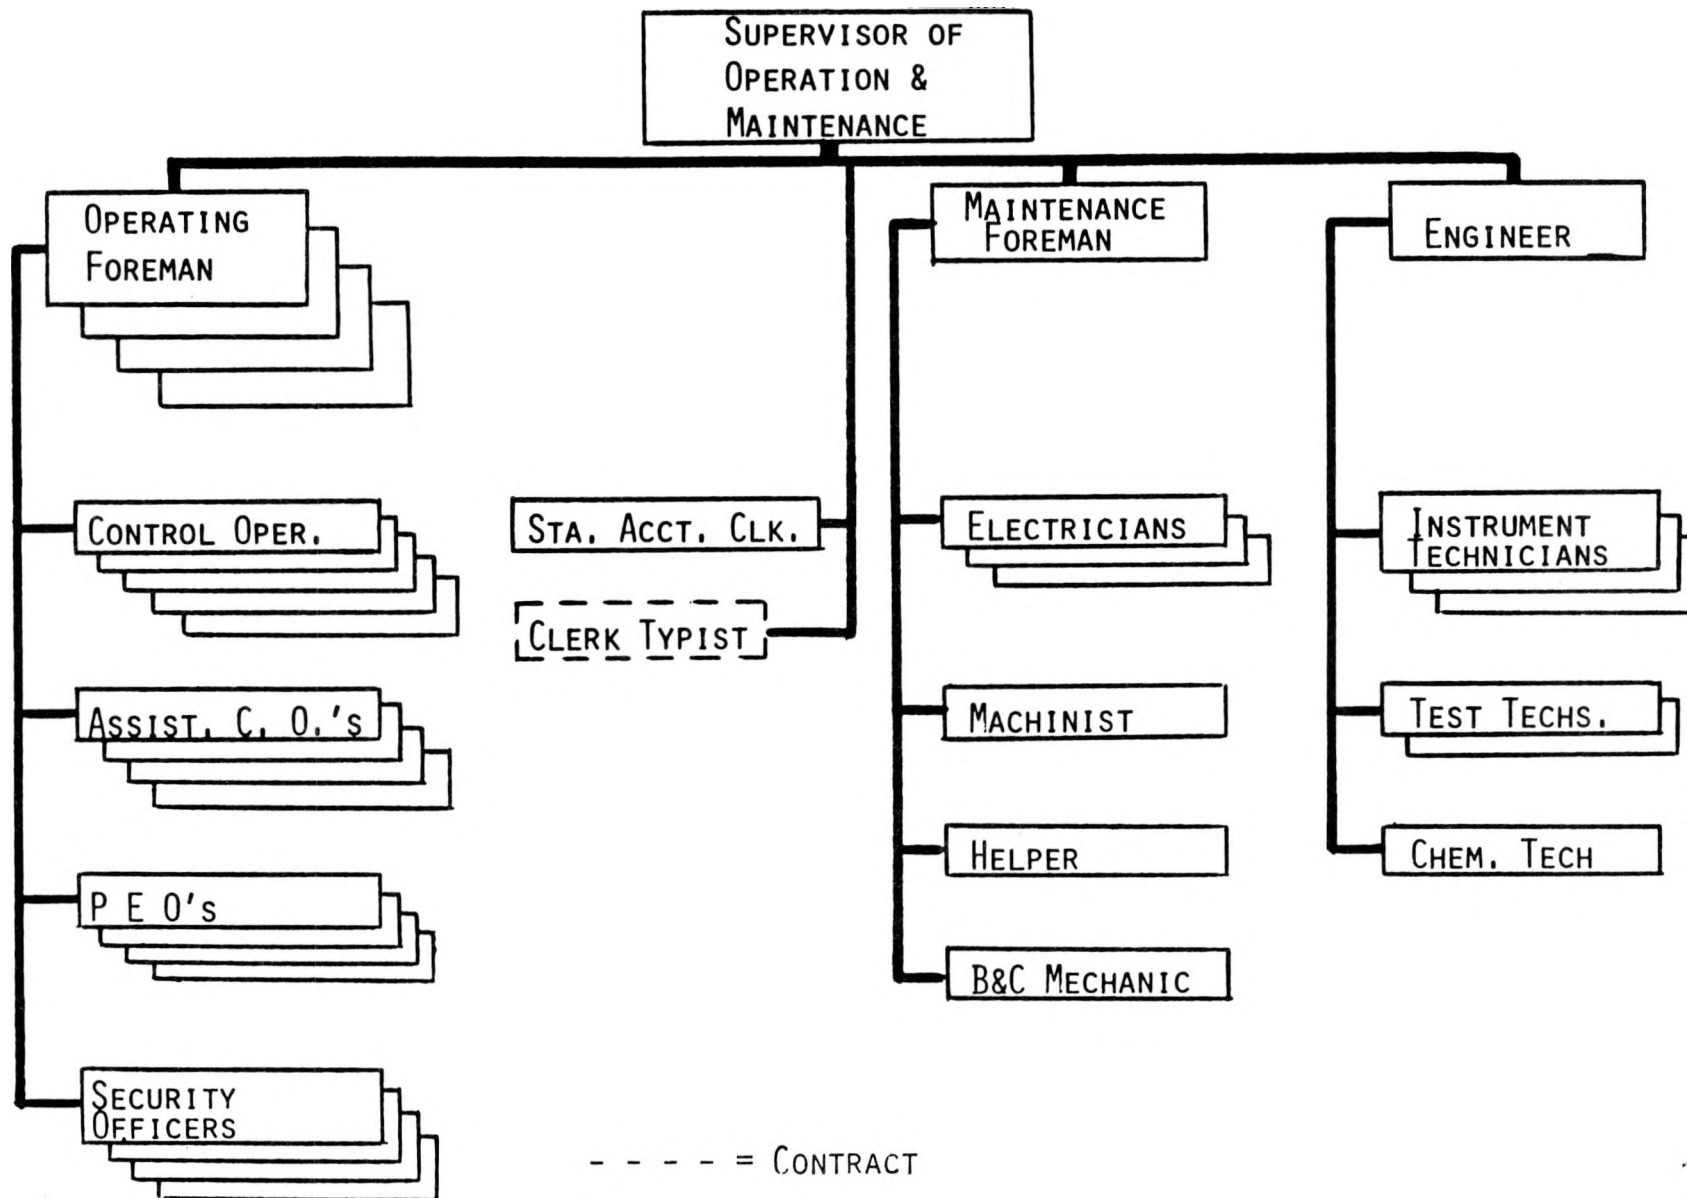 SUPERVISOR OF
OPERATION &
MAINTENANCE
OPERATING
FOREMAN
MAINTENANCE
FOREMAN
ENGINEER
CONTROL OPER.
STA. ACCT. CLK.
ELECTRICIANS
INSTRUMENT
TECHNICIANS
CLERK TYPIST
ASSIST. C. O.'s
MACHINIST
TEST TECHS.
P E O's
HELPER
CHEM. TECH
B&C MECHANIC
SECURITY
OFFICERS
- - - - = CONTRACT